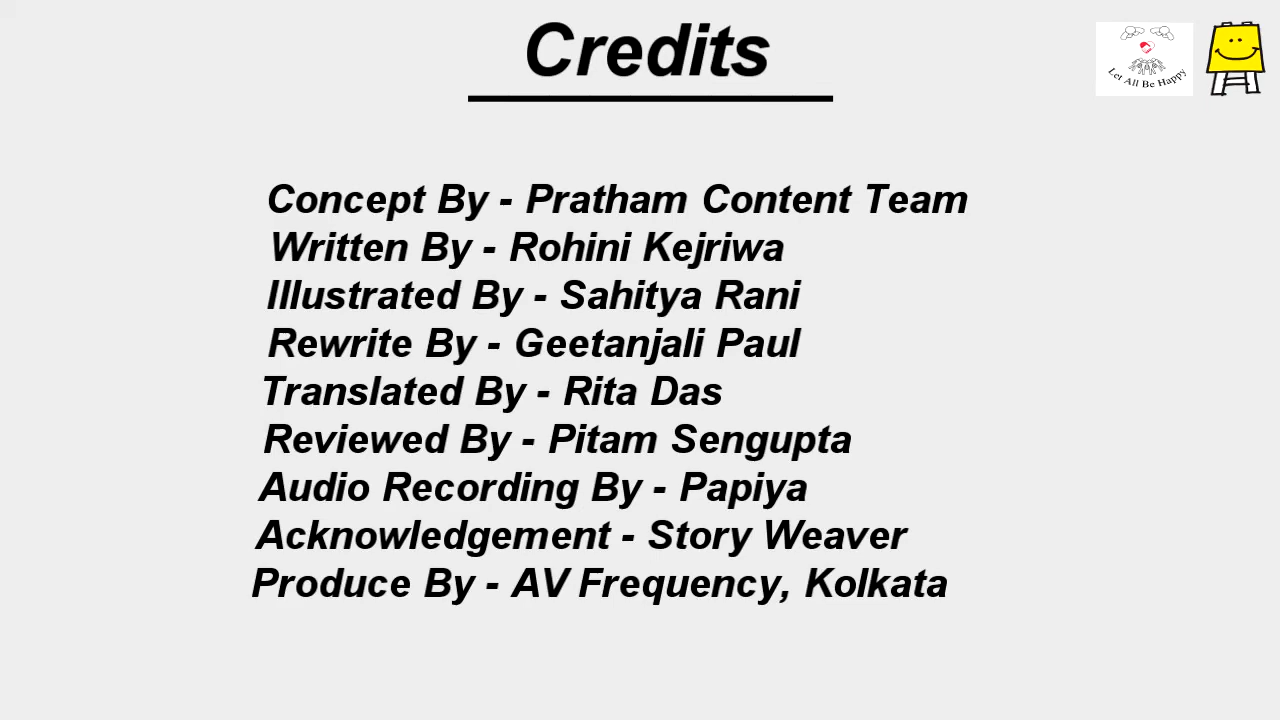 Credits
Let All Be Happy
Concept By - Pratham Content Team
Written By - Rohini Kejriwa
Illustrated By - Sahitya Rani
Rewrite By - Geetanjali Paul
Translated By - Rita Das
Reviewed By - Pitam Sengupta
Audio Recording By - Papiya
Acknowledgement - Story Weaver
Produce By - AV Frequency, Kolkata